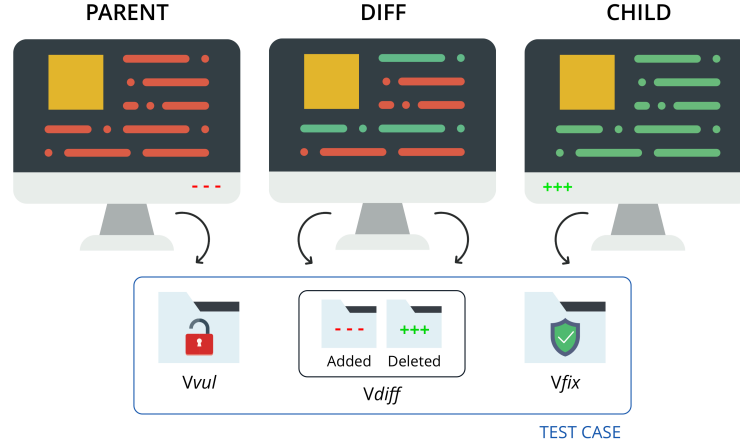 PARENT
DIFF
CHILD
- - -
+++
- - -
+++
Added
Deleted
Vvul
Vdiff
Vfix
TEST CASE